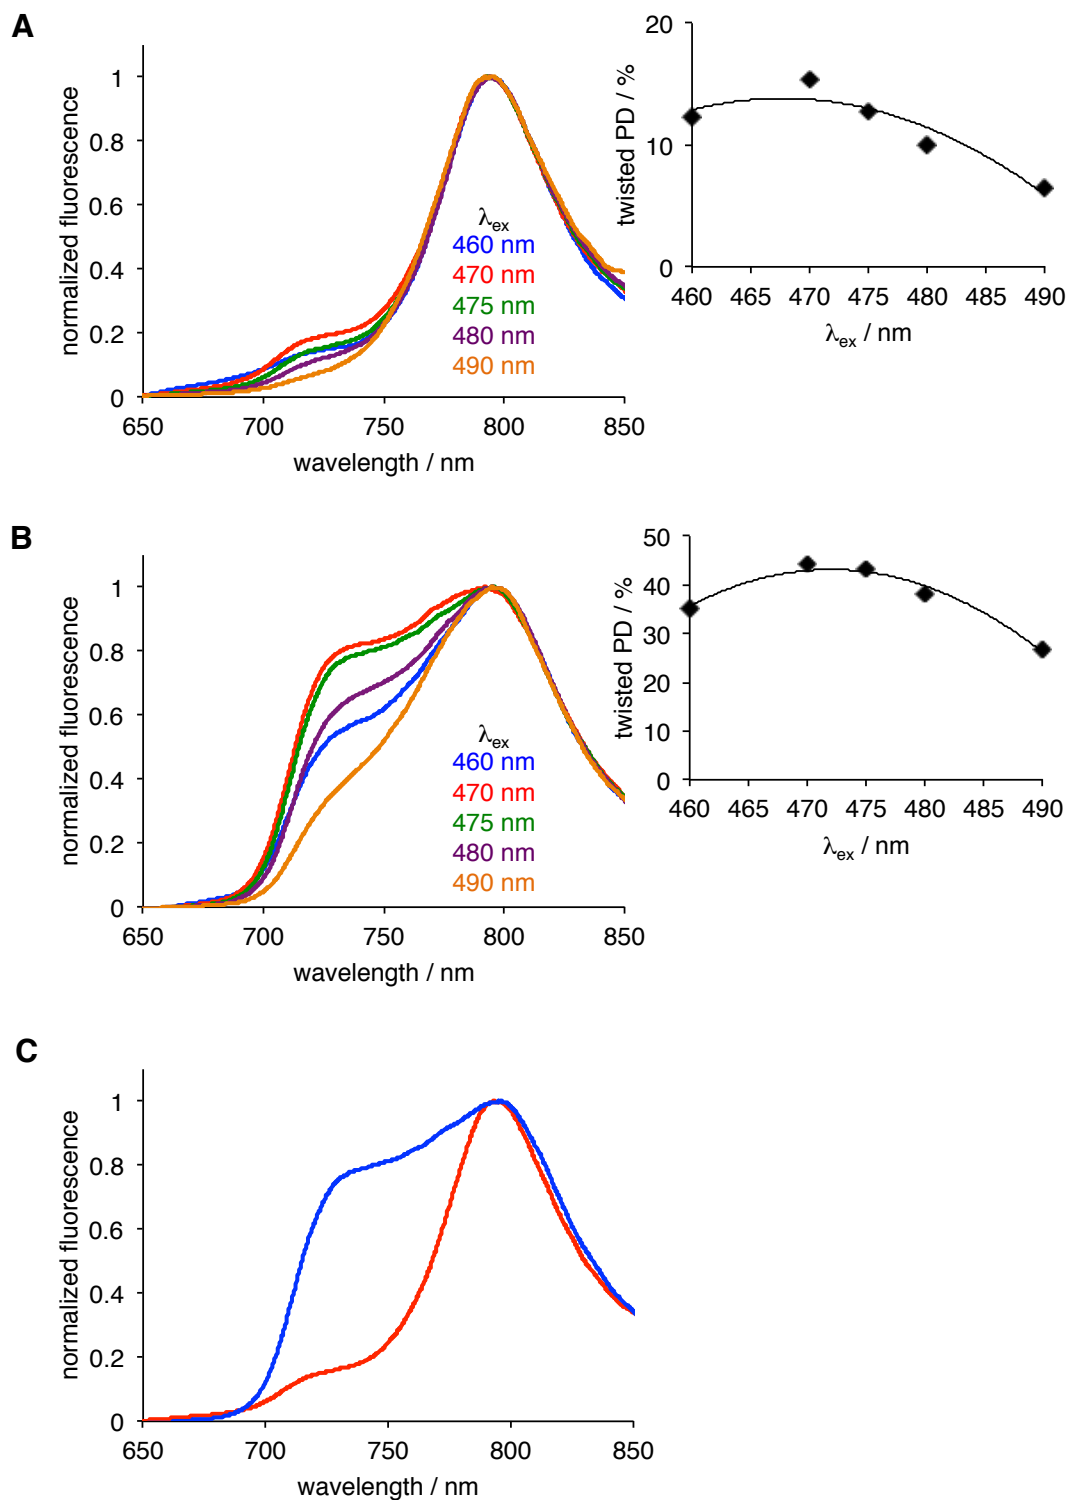 A
normalized fluorescence
1
0.8
0.6
0.4
0.2
0
650 700 750 800 850
wavelength / nm
λex
460 nm
470 nm
475 nm
480 nm
490 nm
twisted PD / %
20
10
0
460 465 470 475 480 485 490
λex / nm
B
normalized fluorescence
1
0.8
0.6
0.4
0.2
0
650 700 750 800 850
wavelength / nm
λex
460 nm
470 nm
475 nm
480 nm
490 nm
twisted PD / %
50
40
30
20
10
0
460 465 470 475 480 485 490
λex / nm
C
normalized fluorescence
1
0.8
0.6
0.4
0.2
0
650 700 750 800 850
wavelength / nm